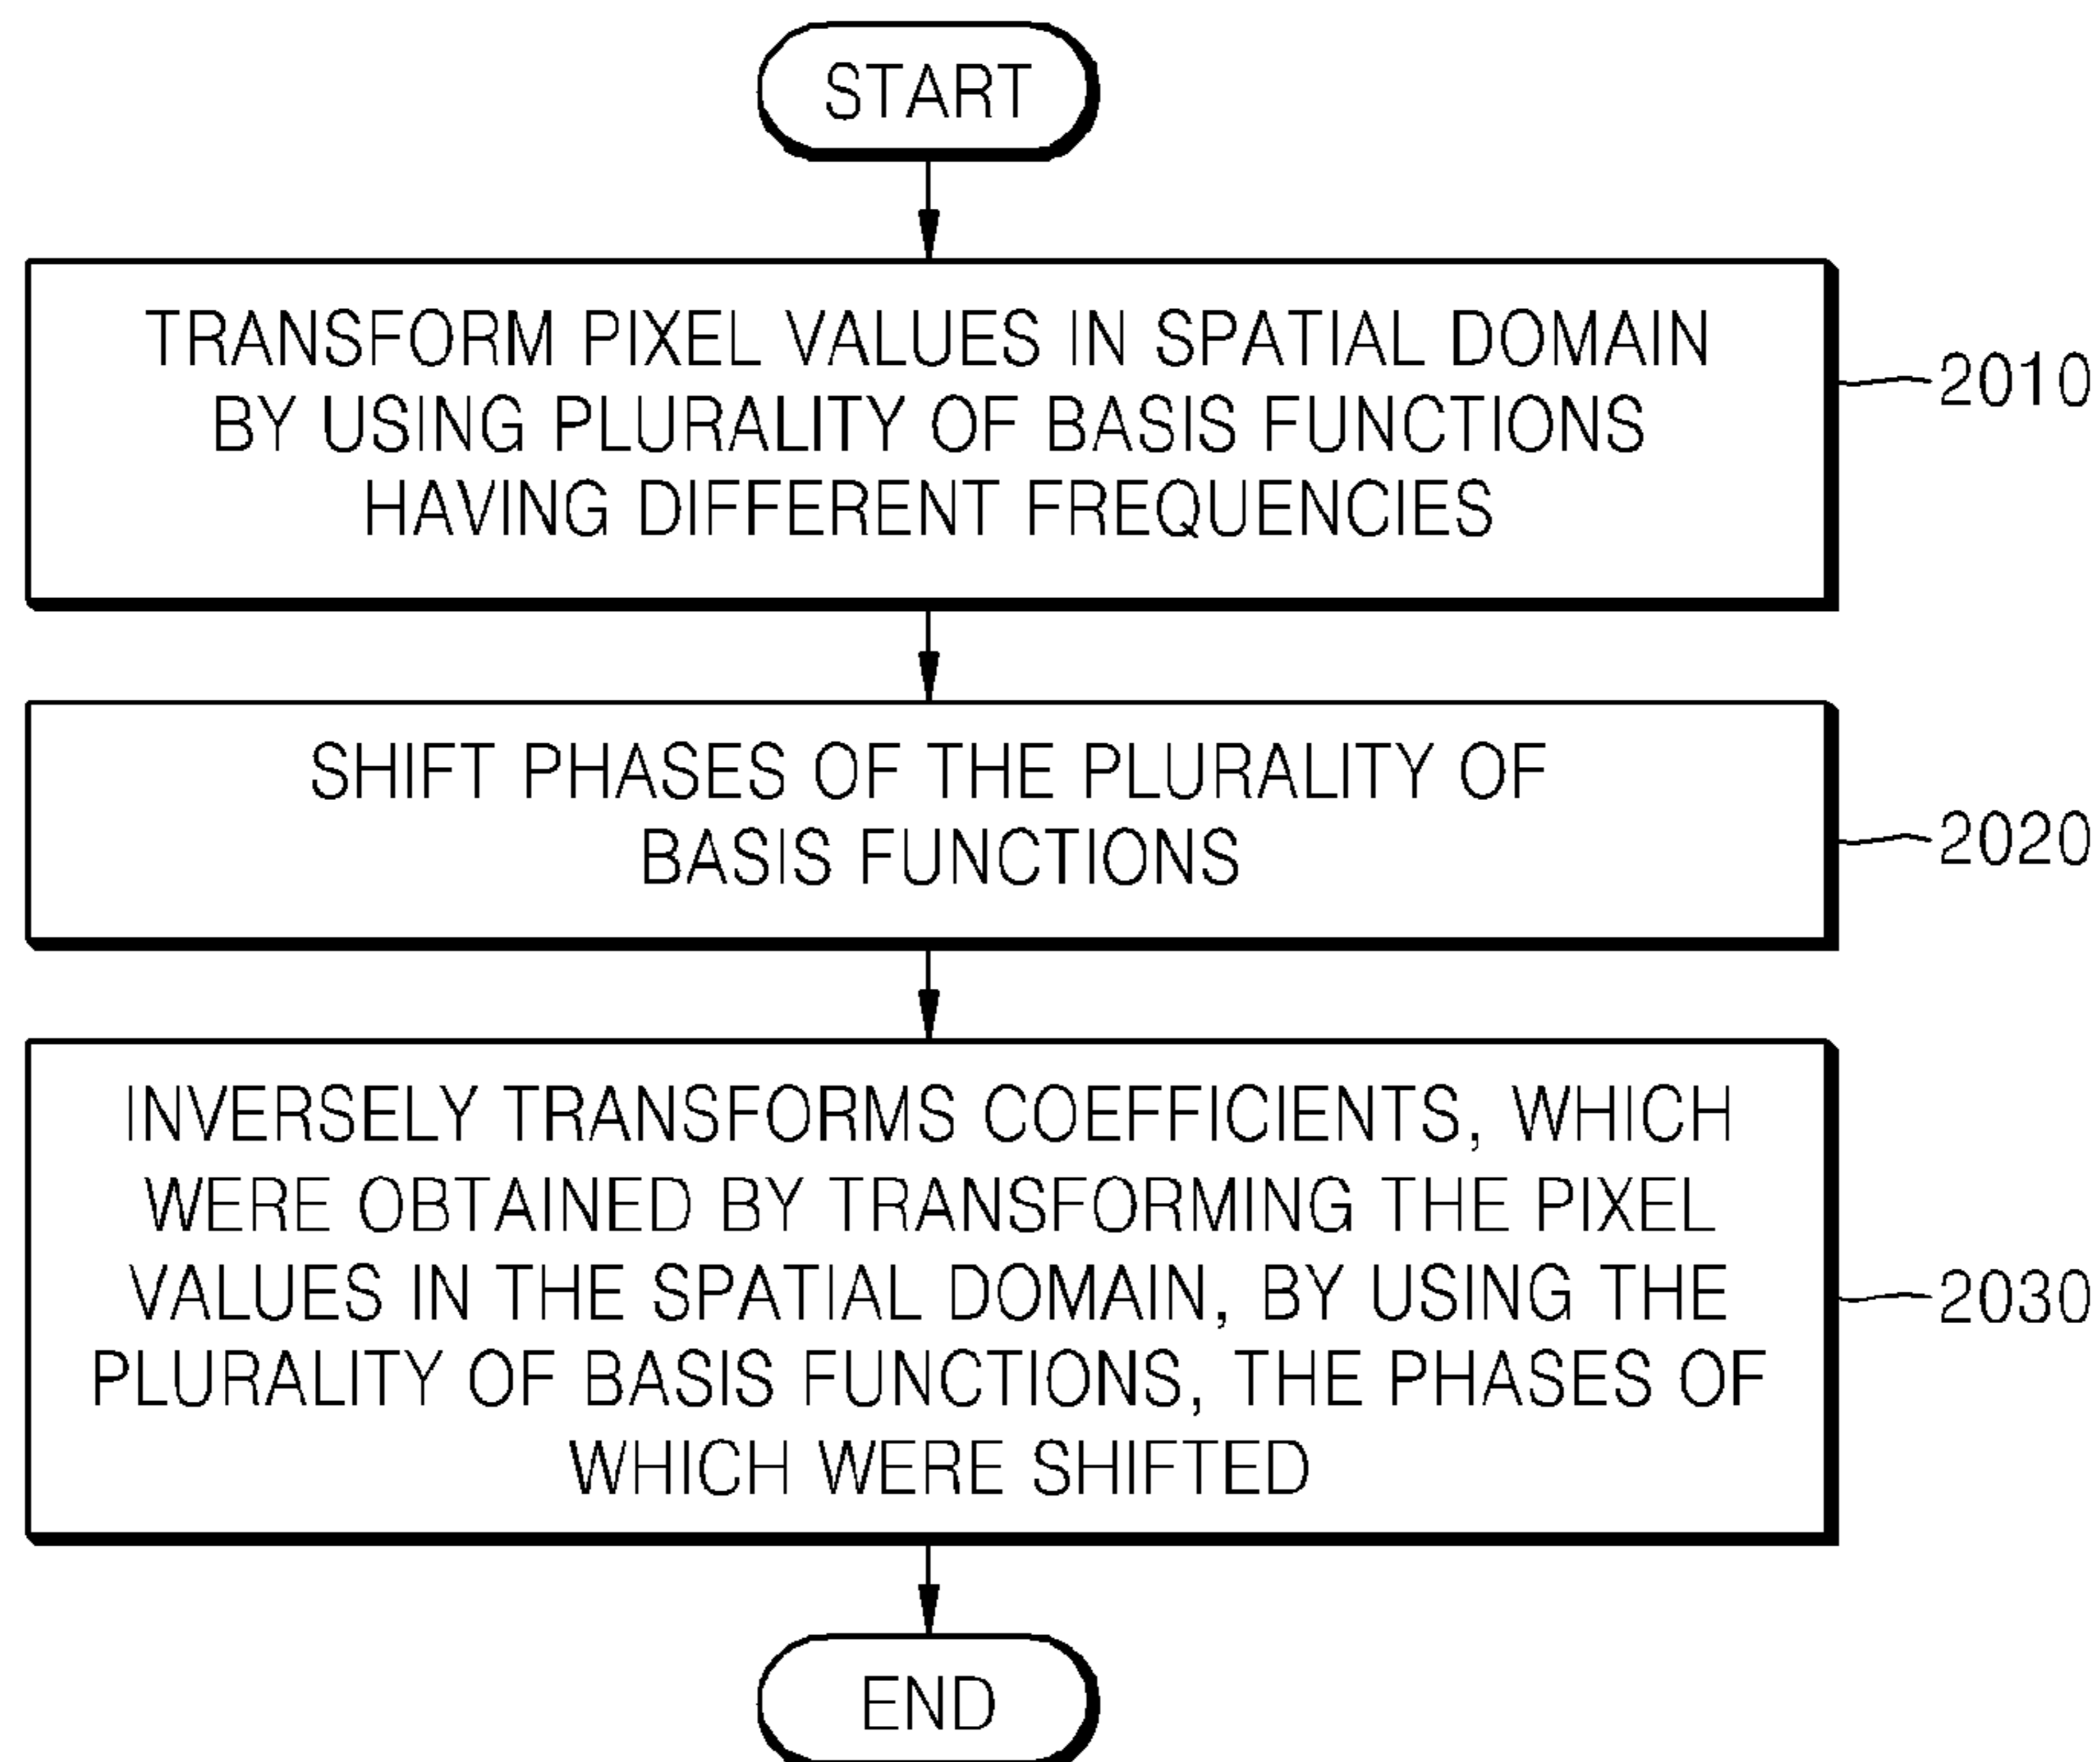 START
TRANSFORM PIXEL VALUES IN SPATIAL DOMAIN
BY USING PLURALITY OF BASIS FUNCTIONS
HAVING DIFFERENT FREQUENCIES
2010
SHIFT PHASES OF THE PLURALITY OF
BASIS FUNCTIONS
2020
INVERSELY TRANSFORMS COEFFICIENTS, WHICH
WERE OBTAINED BY TRANSFORMING THE PIXEL
VALUES IN THE SPATIAL DOMAIN, BY USING THE
PLURALITY OF BASIS FUNCTIONS, THE PHASES OF
WHICH WERE SHIFTED
2030
END